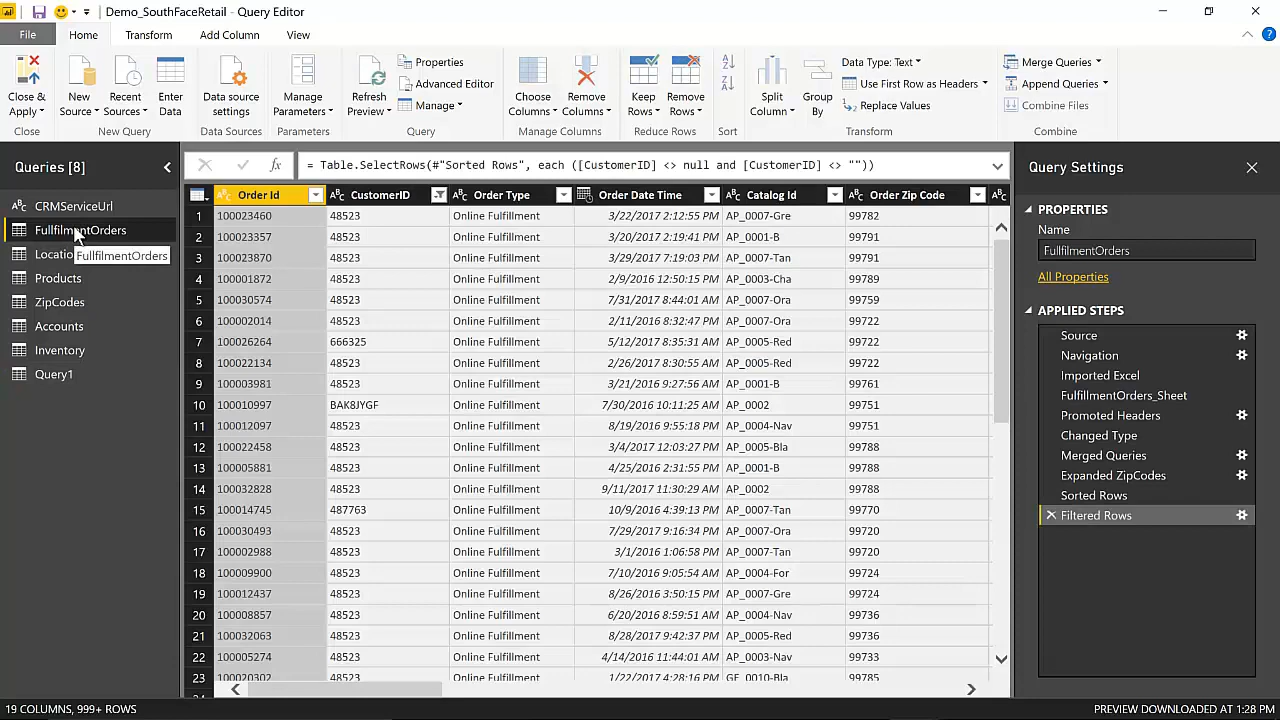 Demo_SouthFaceRetail - Query Editor
File
Home
Transform
Add Column
View
Close & Apply
New Source
Recent Sources
Enter Data
Data source settings
Manage Parameters
Refresh Preview
Properties
Advanced Editor
Manage
Choose Columns
Remove Columns
Keep Rows
Remove Rows
Split Column
Group By
Data Type: Text
Use First Row as Headers
Replace Values
Merge Queries
Append Queries
Combine Files
Close
New Query
Data Sources
Parameters
Query
Manage Columns
Reduce Rows
Sort
Transform
Combine
Queries [8]
CRMServiceUrl
FullfilmentOrders
Locatio
FullfilmentOrders
Products
ZipCodes
Accounts
Inventory
Query1
fx
= Table.SelectRows(#"Sorted Rows", each ([CustomerID] <> null and [CustomerID] <> ""))
Order Id CustomerID Order Type Order Date Time Catalog Id Order Zip Code
1 100023460 48523 Online Fulfillment 3/22/2017 2:12:55 PM AP_0007-Gre 99782
2 100023357 48523 Online Fulfillment 3/20/2017 2:19:41 PM AP_0001-B 99791
3 100023870 48523 Online Fulfillment 3/29/2017 7:19:03 PM AP_0007-Tan 99791
4 100001872 48523 Online Fulfillment 2/9/2016 12:50:15 PM AP_0003-Cha 99789
5 100030574 48523 Online Fulfillment 7/31/2017 8:44:01 AM AP_0007-Ora 99759
6 100002014 48523 Online Fulfillment 2/11/2016 8:32:47 PM AP_0007-Ora 99722
7 100026264 666325 Online Fulfillment 5/12/2017 8:35:31 AM AP_0005-Red 99722
8 100022134 48523 Online Fulfillment 2/26/2017 8:30:55 AM AP_0005-Red 99722
9 100003981 48523 Online Fulfillment 3/21/2016 9:27:56 AM AP_0001-B 99761
10 100010997 BAK8JYGF Online Fulfillment 7/30/2016 10:11:25 AM AP_0002 99751
11 100012097 48523 Online Fulfillment 8/19/2016 9:55:18 PM AP_0004-Nav 99751
12 100022458 48523 Online Fulfillment 3/4/2017 12:03:27 PM AP_0005-Bla 99788
13 100005881 48523 Online Fulfillment 4/25/2016 2:31:55 PM AP_0001-B 99788
14 100032828 48523 Online Fulfillment 9/11/2017 11:30:29 AM AP_0002 99788
15 100014745 487763 Online Fulfillment 10/9/2016 4:39:13 PM AP_0007-Tan 99770
16 100030493 48523 Online Fulfillment 7/29/2017 9:16:34 PM AP_0007-Ora 99720
17 100002988 48523 Online Fulfillment 3/1/2016 1:06:58 PM AP_0007-Tan 99720
18 100009900 48523 Online Fulfillment 7/10/2016 9:05:54 AM AP_0004-For 99724
19 100012437 48523 Online Fulfillment 8/26/2016 3:50:15 PM AP_0007-Gre 99724
20 100008857 48523 Online Fulfillment 6/20/2016 8:59:51 AM AP_0004-Nav 99736
21 100032063 48523 Online Fulfillment 8/28/2017 9:42:37 PM AP_0005-Red 99736
22 100005274 48523 Online Fulfillment 4/14/2016 11:44:01 AM AP_0003-Nav 99733
23 100020302 48523 Online Fulfillment 1/22/2017 4:28:16 PM GF_0010-Bla 99785
Query Settings
PROPERTIES
Name
FullfilmentOrders
All Properties
APPLIED STEPS
Source
Navigation
Imported Excel
FulfillmentOrders_Sheet
Promoted Headers
Changed Type
Merged Queries
Expanded ZipCodes
Sorted Rows
Filtered Rows
19 COLUMNS, 999+ ROWS
PREVIEW DOWNLOADED AT 1:28 PM